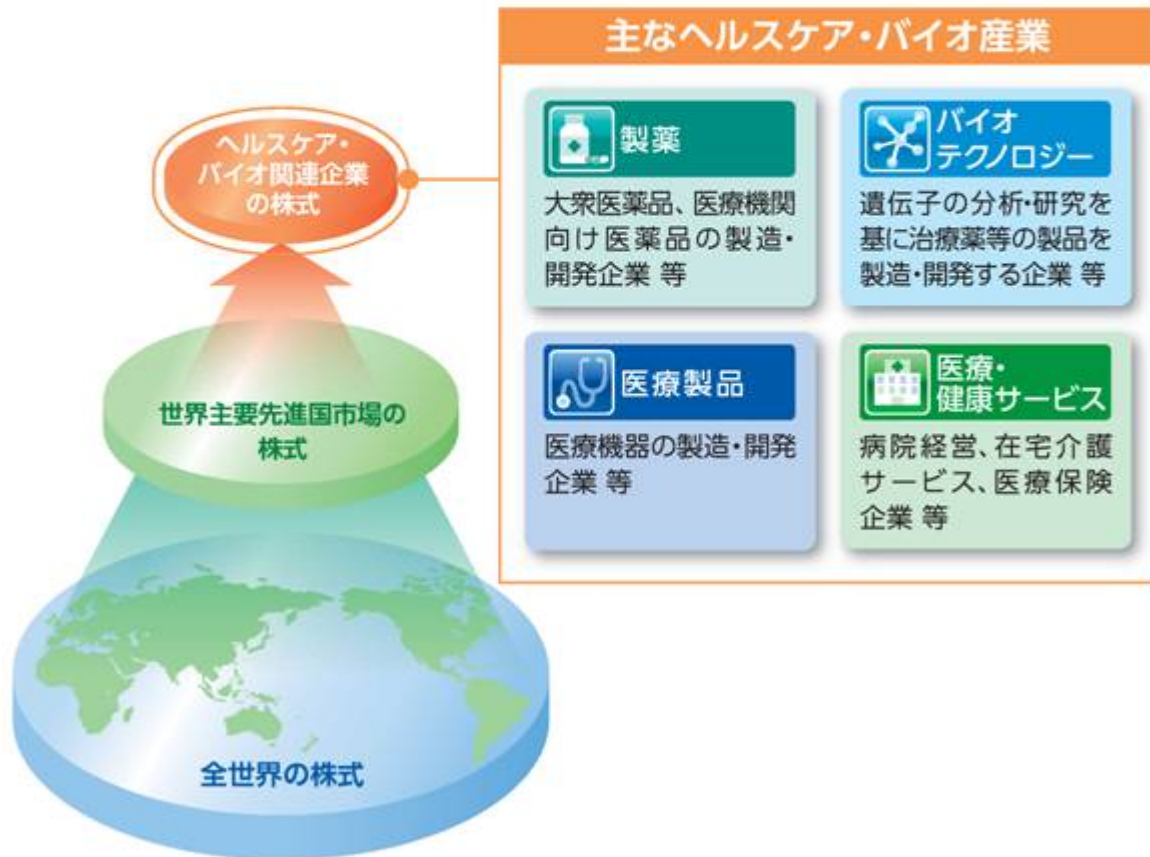 主なヘルスケア・バイオ産業
ヘルスケア・
バイオ関連企業
の株式
製薬
大衆医薬品、医療機関
向け医薬品の製造・
開発企業 等
バイオ
テクノロジー
遺伝子の分析・研究を
基に治療薬等の製品を
製造・開発する企業 等
医療製品
医療機器の製造・開発
企業 等
医療・
健康サービス
病院経営、在宅介護
サービス、医療保険
企業 等
世界主要先進国市場の
株式
全世界の株式